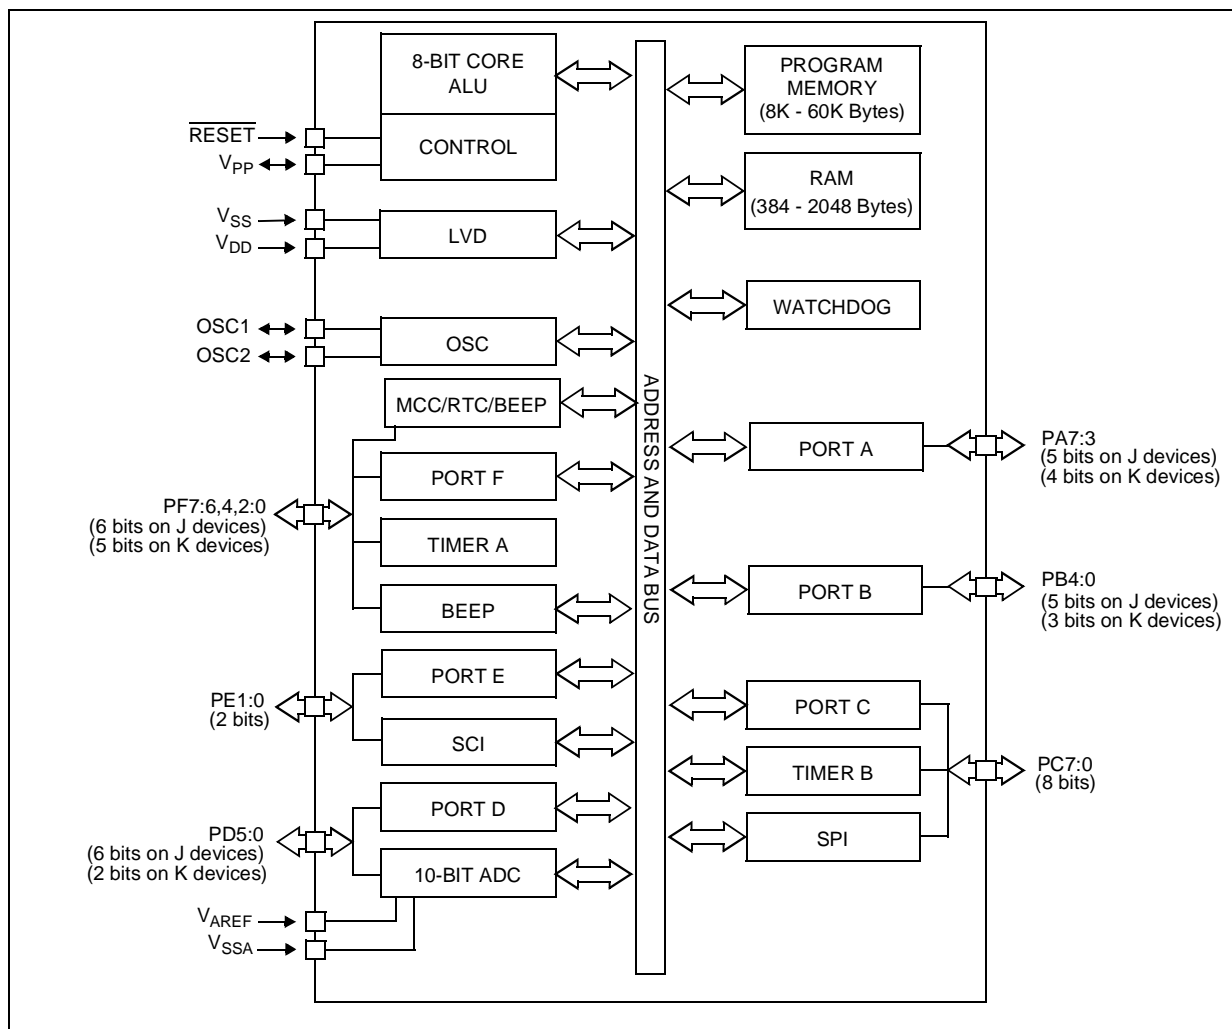 8-BIT CORE
ALU
CONTROL
RESET
VPP
VSS
VDD
LVD
OSC1
OSC2
OSC
MCC/RTC/BEEP
PORT F
PF7:6,4,2:0
(6 bits on J devices)
(5 bits on K devices)
TIMER A
BEEP
PORT E
PE1:0
(2 bits)
SCI
PORT D
PD5:0
(6 bits on J devices)
(2 bits on K devices)
10-BIT ADC
VAREF
VSSA
ADDRESS AND DATA BUS
PROGRAM
MEMORY
(8K - 60K Bytes)
RAM
(384 - 2048 Bytes)
WATCHDOG
PORT A
PA7:3
(5 bits on J devices)
(4 bits on K devices)
PORT B
PB4:0
(5 bits on J devices)
(3 bits on K devices)
PORT C
TIMER B
PC7:0
(8 bits)
SPI